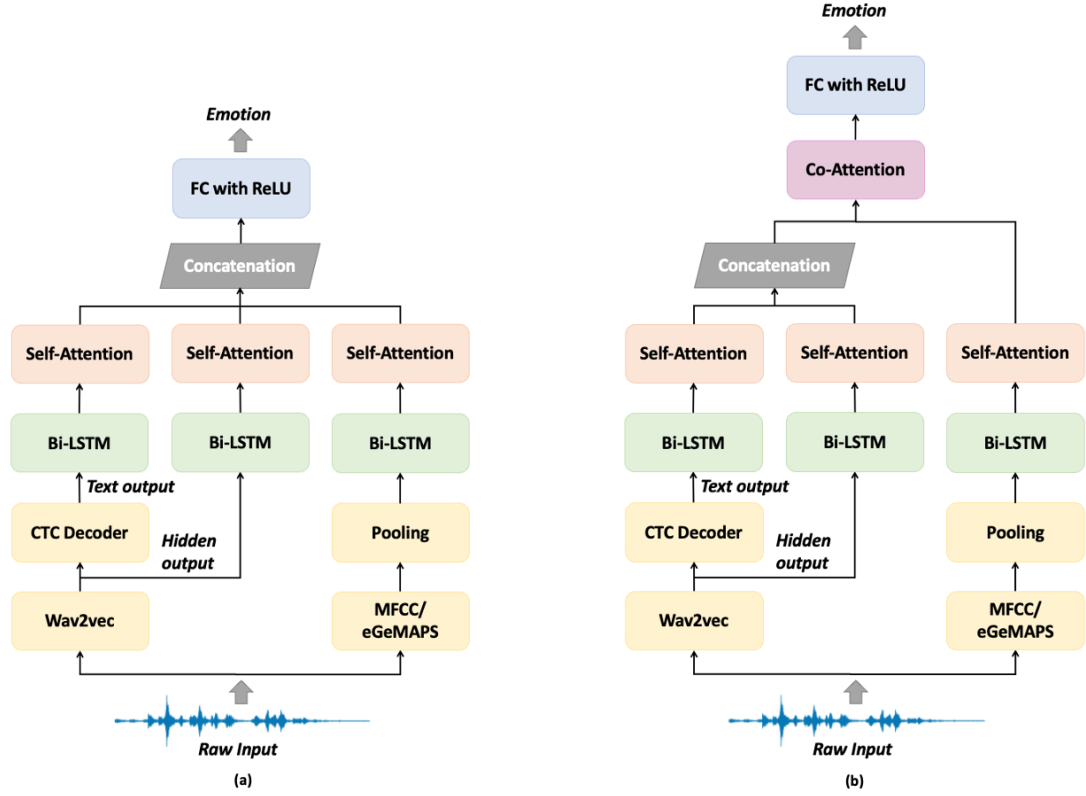 Emotion
FC with ReLU
Concatenation
Self-Attention
Self-Attention
Self-Attention
Bi-LSTM
Bi-LSTM
Bi-LSTM
Text output
CTC Decoder
Hidden
output
Pooling
Wav2vec
MFCC/
eGeMAPS
Raw Input
(a)
Emotion
FC with ReLU
Co-Attention
Concatenation
Self-Attention
Self-Attention
Self-Attention
Bi-LSTM
Bi-LSTM
Bi-LSTM
Text output
CTC Decoder
Hidden
output
Pooling
Wav2vec
MFCC/
eGeMAPS
Raw Input
(b)